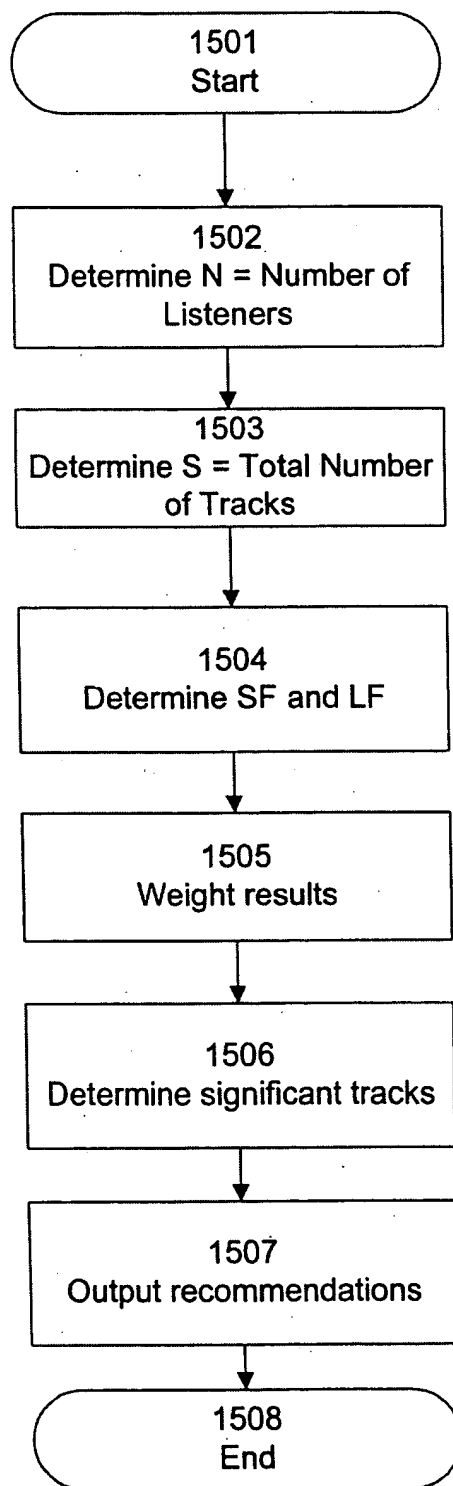 1501
Start
1502
Determine N = Number of
Listeners
1503
Determine S = Total Number
of Tracks
1504
Determine SF and LF
1505
Weight results
1506
Determine significant tracks
1507
Output recommendations
1508
End